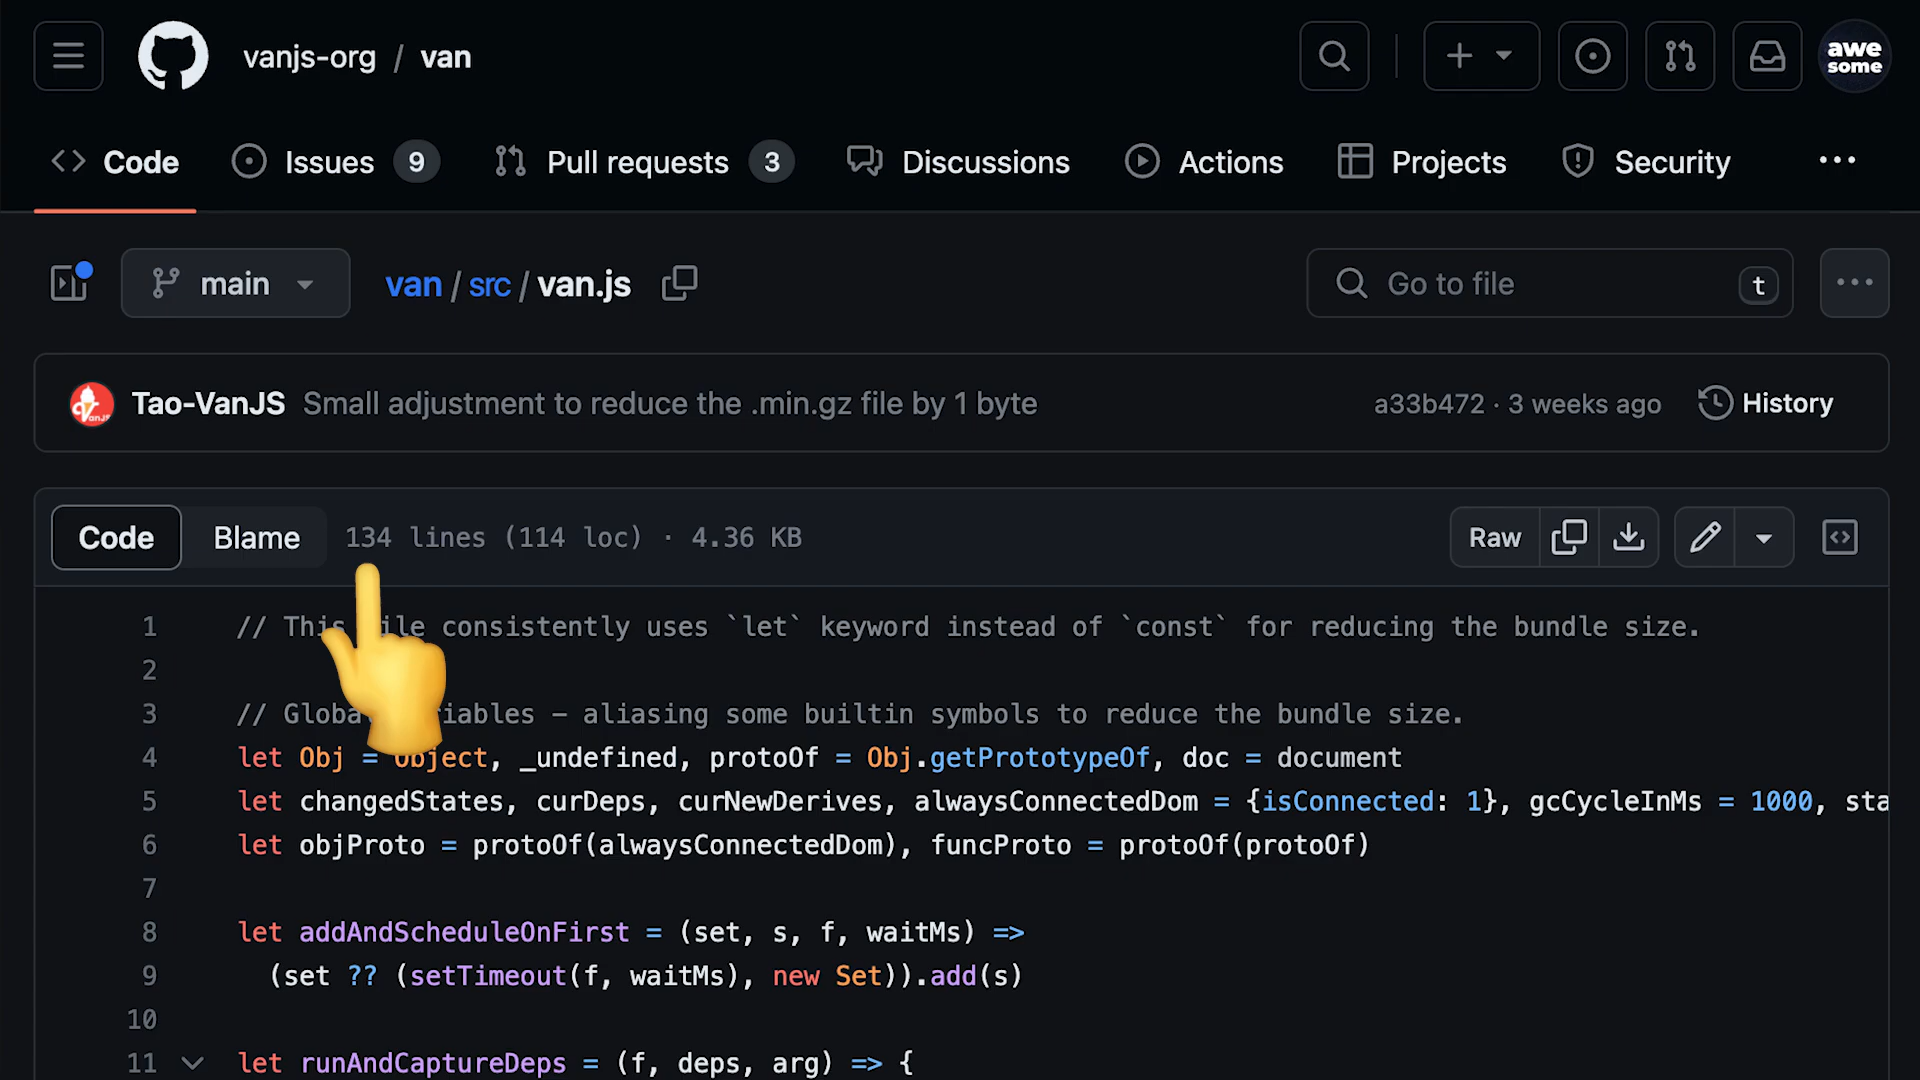 vanjs-org / van
awe
some
Code Issues 9 Pull requests 3 Discussions Actions Projects Security
main van / src / van.js Go to file t
Tao-VanJS Small adjustment to reduce the .min.gz file by 1 byte a33b472 · 3 weeks ago History
Code Blame 134 lines (114 loc) · 4.36 KB Raw
1 // This file consistently uses `let` keyword instead of `const` for reducing the bundle size.
2
3 // Global variables - aliasing some builtin symbols to reduce the bundle size.
4 let Obj = Object, _undefined, protoOf = Obj.getPrototypeOf, doc = document
5 let changedStates, curDeps, curNewDerives, alwaysConnectedDom = {isConnected: 1}, gcCycleInMs = 1000, sta
6 let objProto = protoOf(alwaysConnectedDom), funcProto = protoOf(protoOf)
7
8 let addAndScheduleOnFirst = (set, s, f, waitMs) =>
9 (set ?? (setTimeout(f, waitMs), new Set)).add(s)
10
11 let runAndCaptureDeps = (f, deps, arg) => {